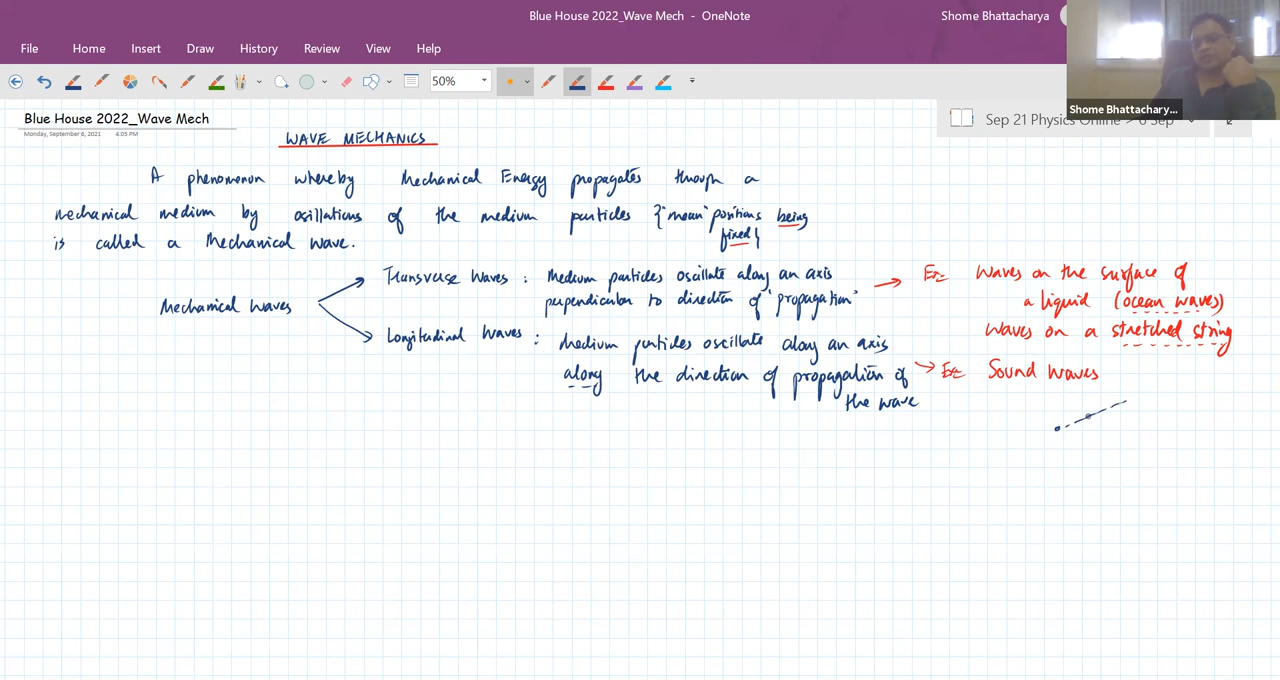 Blue House 2022_Wave Mech - OneNote
Shome Bhattacharya
File Home Insert Draw History Review View Help
50%
Shome Bhattachary...
Sep 21 Physics Online > 6 Sep
Blue House 2022_Wave Mech
Monday, September 6, 2021 4:05 PM
WAVE MECHANICS
A phenomenon whereby Mechanical Energy propagates through a
mechanical medium by oscillations of the medium particles {"mean" positions being
fixed}
is called a Mechanical Wave.
Mechanical Waves
Transverse Waves : Medium particles oscillate along an axis
perpendicular to direction of "propagation"
Ex: Waves on the surface of
a liquid (ocean waves)
Waves on a stretched string
Longitudinal Waves : Medium particles oscillate along an axis
along the direction of propagation of
the wave
Ex: Sound Waves